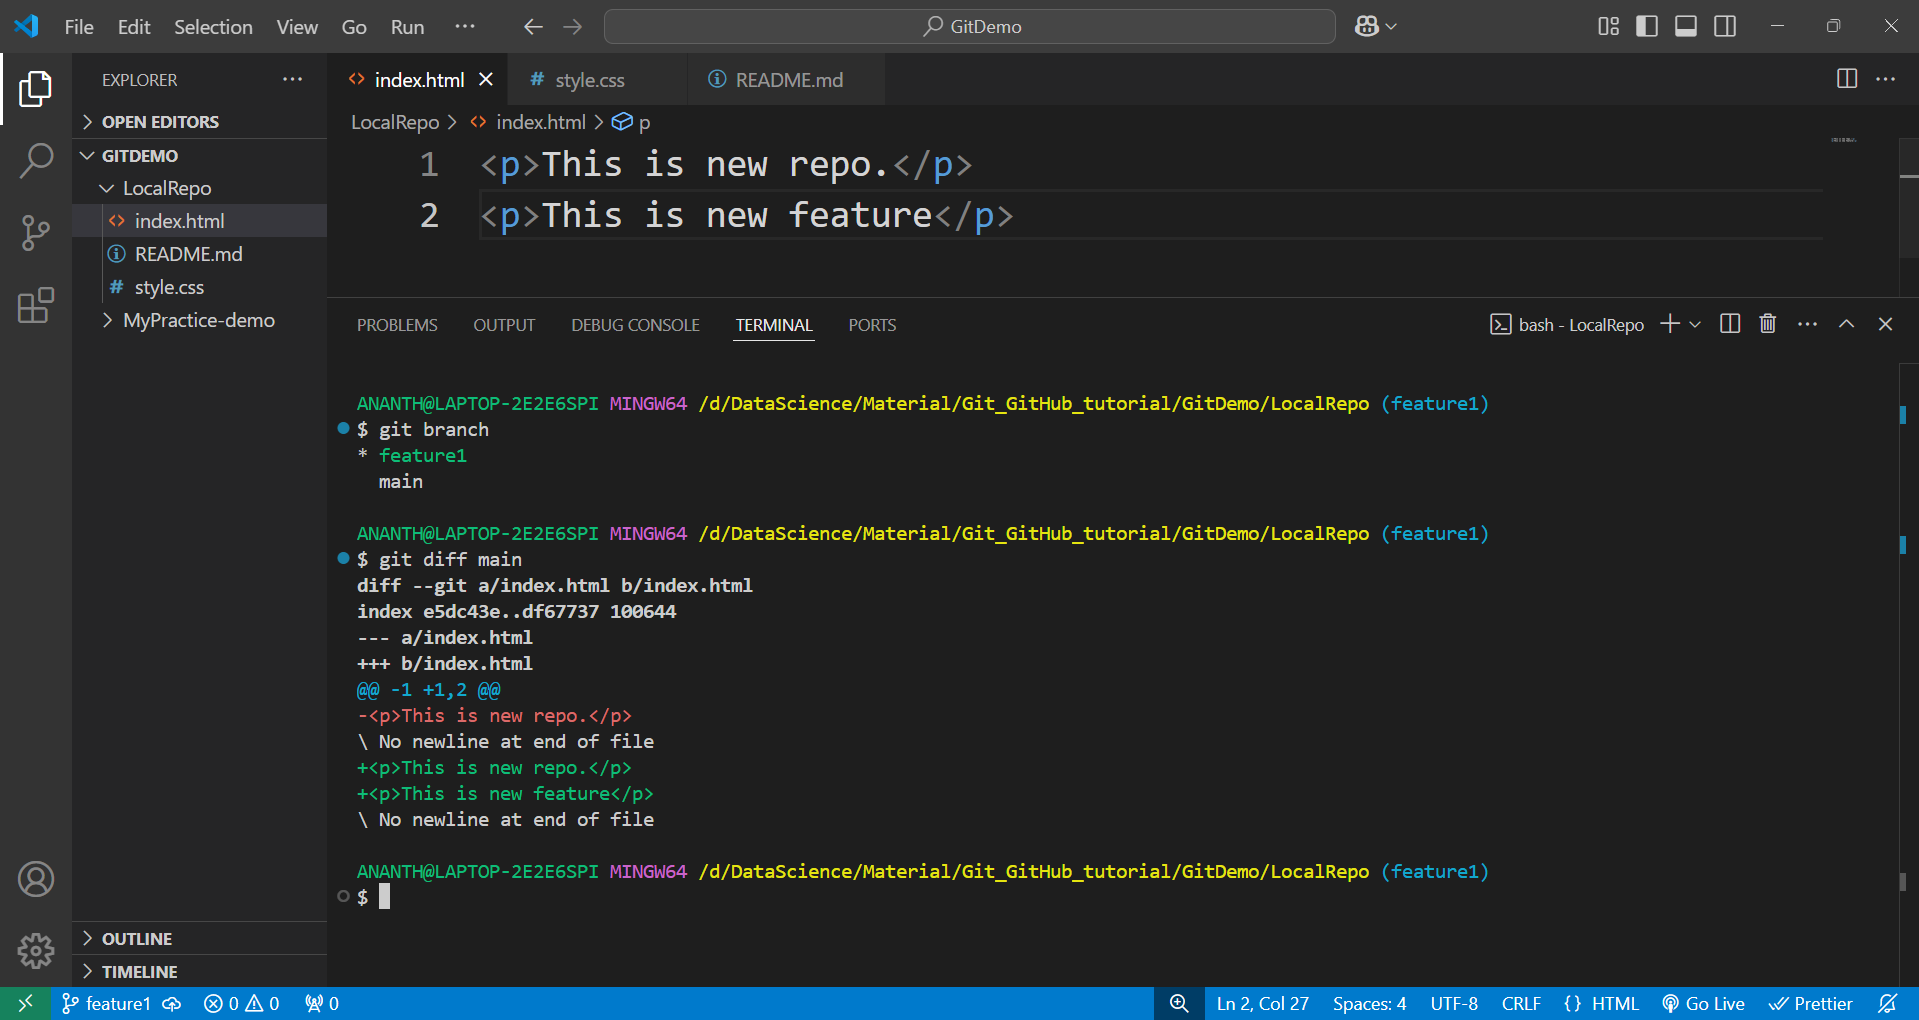 File Edit Selection View Go Run ··· GitDemo
EXPLORER ···
index.html
style.css
README.md
OPEN EDITORS
LocalRepo > index.html > p
GITDEMO
LocalRepo
index.html
README.md
style.css
MyPractice-demo
1 <p>This is new repo.</p>
2 <p>This is new feature</p>
PROBLEMS OUTPUT DEBUG CONSOLE TERMINAL PORTS bash - LocalRepo
ANANTH@LAPTOP-2E2E6SPI MINGW64 /d/DataScience/Material/Git_GitHub_tutorial/GitDemo/LocalRepo (feature1)
$ git branch
* feature1
main
ANANTH@LAPTOP-2E2E6SPI MINGW64 /d/DataScience/Material/Git_GitHub_tutorial/GitDemo/LocalRepo (feature1)
$ git diff main
diff --git a/index.html b/index.html
index e5dc43e..df67737 100644
--- a/index.html
+++ b/index.html
@@ -1 +1,2 @@
-<p>This is new repo.</p>
\ No newline at end of file
+<p>This is new repo.</p>
+<p>This is new feature</p>
\ No newline at end of file
ANANTH@LAPTOP-2E2E6SPI MINGW64 /d/DataScience/Material/Git_GitHub_tutorial/GitDemo/LocalRepo (feature1)
$
OUTLINE
TIMELINE
feature1 0 0 0 Ln 2, Col 27 Spaces: 4 UTF-8 CRLF {} HTML Go Live Prettier